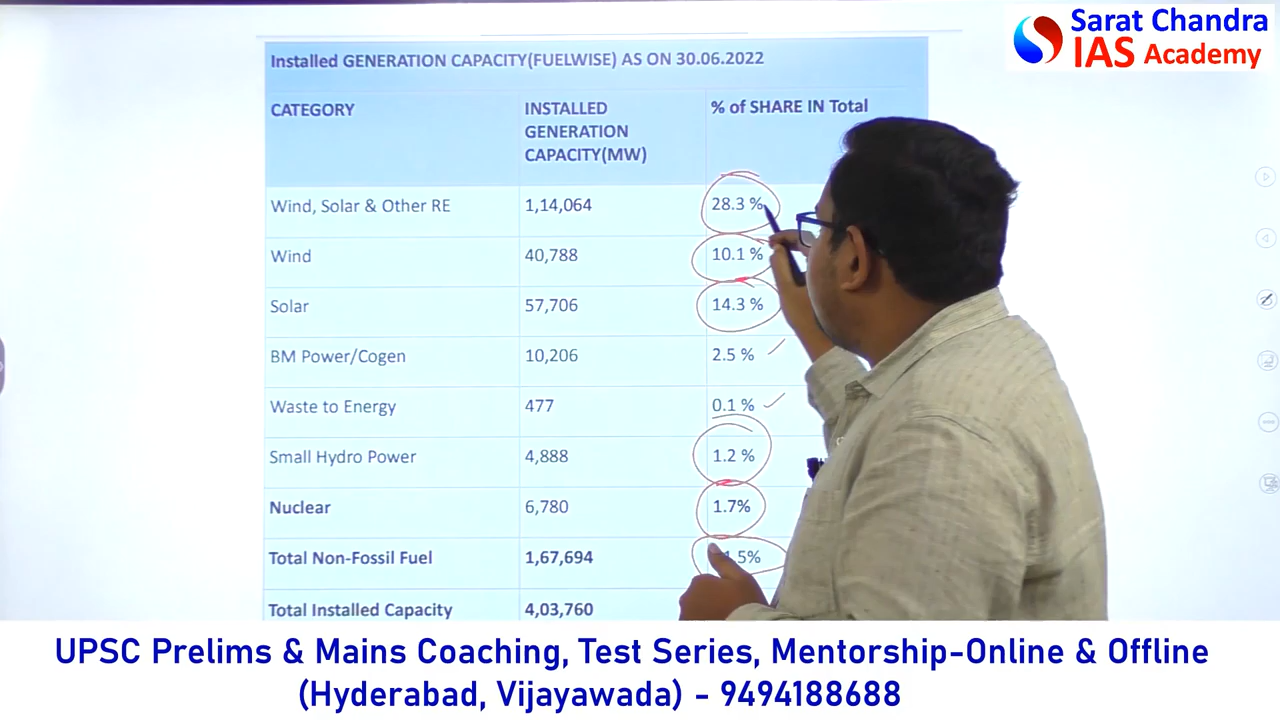 Sarat Chandra
IAS Academy
Installed GENERATION CAPACITY(FUELWISE) AS ON 30.06.2022
CATEGORY INSTALLED GENERATION CAPACITY(MW) % of SHARE IN Total
Wind, Solar & Other RE 1,14,064 28.3 %
Wind 40,788 10.1 %
Solar 57,706 14.3 %
BM Power/Cogen 10,206 2.5 %
Waste to Energy 477 0.1 %
Small Hydro Power 4,888 1.2 %
Nuclear 6,780 1.7%
Total Non-Fossil Fuel 1,67,694
Total Installed Capacity 4,03,760
UPSC Prelims & Mains Coaching, Test Series, Mentorship-Online & Offline
(Hyderabad, Vijayawada) - 9494188688